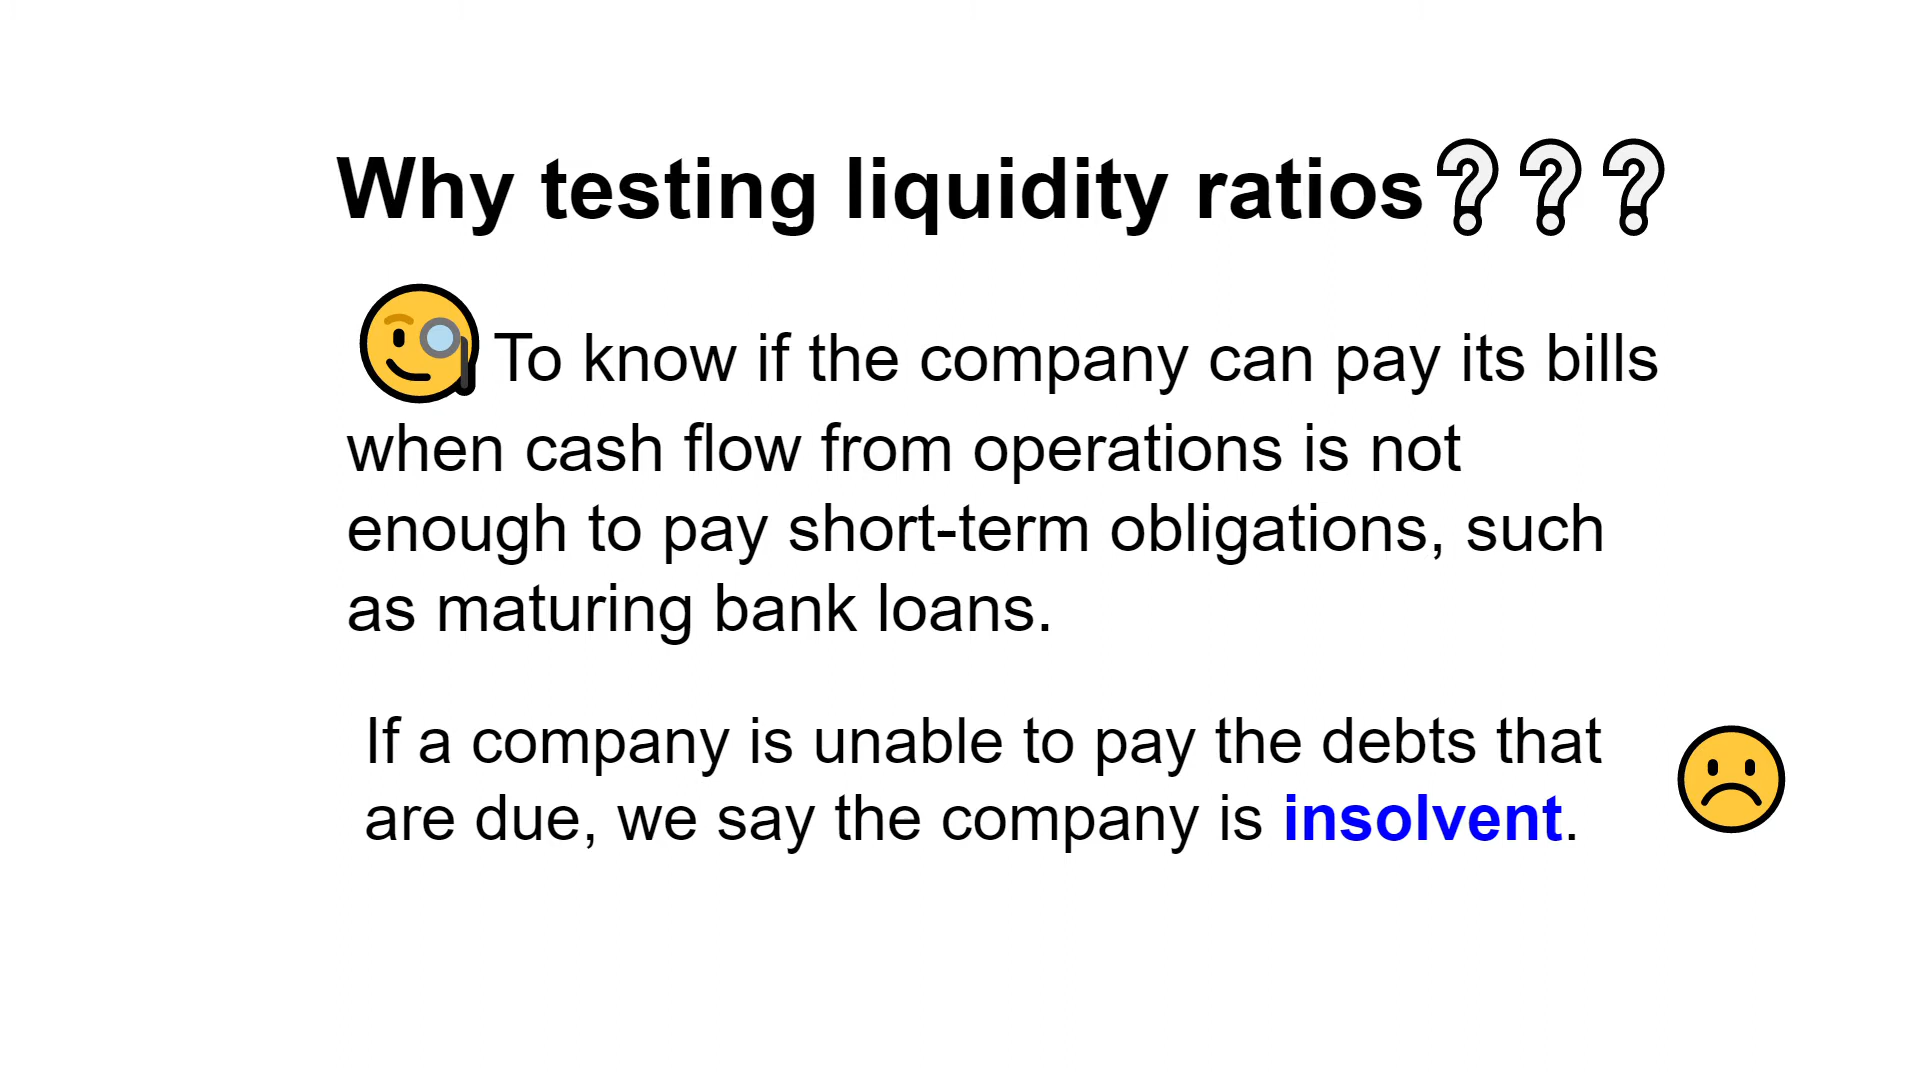 Why testing liquidity ratios❔❔❔
🧐To know if the company can pay its bills
when cash flow from operations is not
enough to pay short-term obligations, such
as maturing bank loans.
If a company is unable to pay the debts that
are due, we say the company is insolvent.